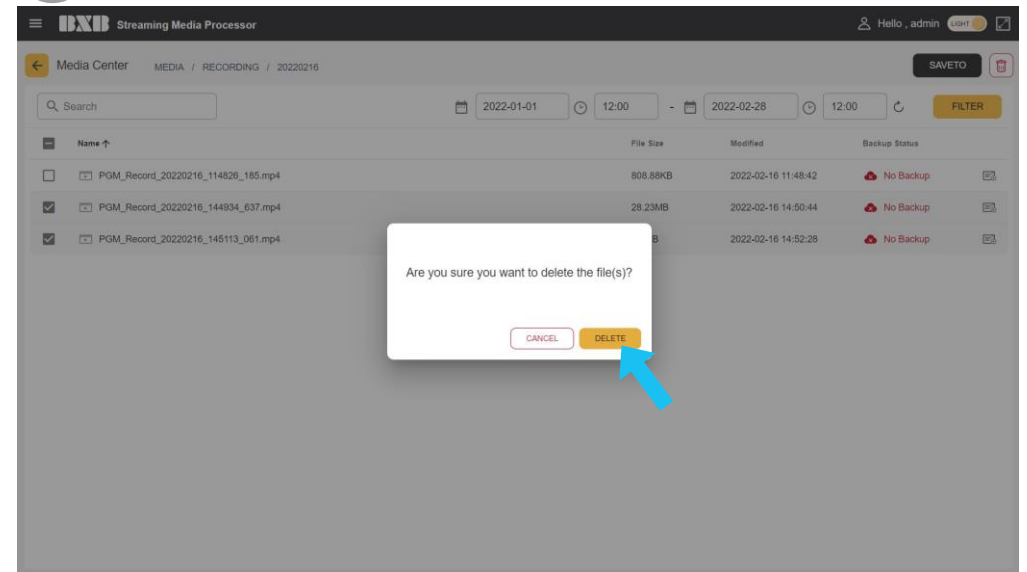 BXB Streaming Media Processor Hello , admin LIGHT
Media Center MEDIA / RECORDING / 20220216 SAVETO
Search 2022-01-01 12:00 - 2022-02-28 12:00 FILTER
Name File Size Modified Backup Status
PGM_Record_20220216_114826_185.mp4 808.88KB 2022-02-16 11:48:42 No Backup
PGM_Record_20220216_144934_637.mp4 28.23MB 2022-02-16 14:50:44 No Backup
PGM_Record_20220216_145113_061.mp4 2022-02-16 14:52:28 No Backup
Are you sure you want to delete the file(s)?
CANCEL DELETE